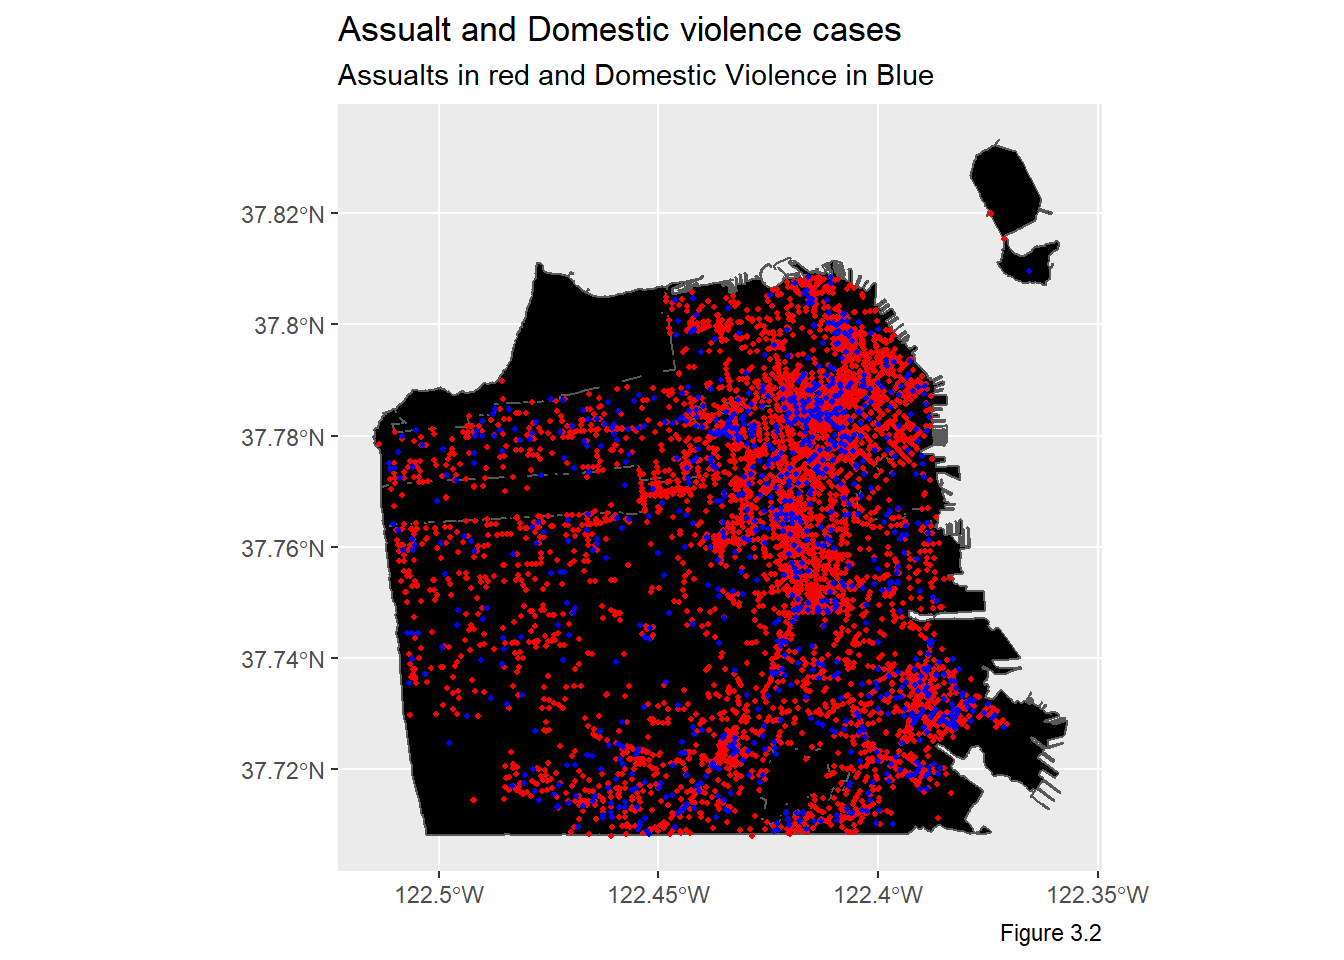 Assualt and Domestic violence cases
Assualts in red and Domestic Violence in Blue
37.82°N
37.8°N
37.78°N
37.76°N
37.74°N
37.72°N
122.5°W
122.45°W
122.4°W
122.35°W
Figure 3.2